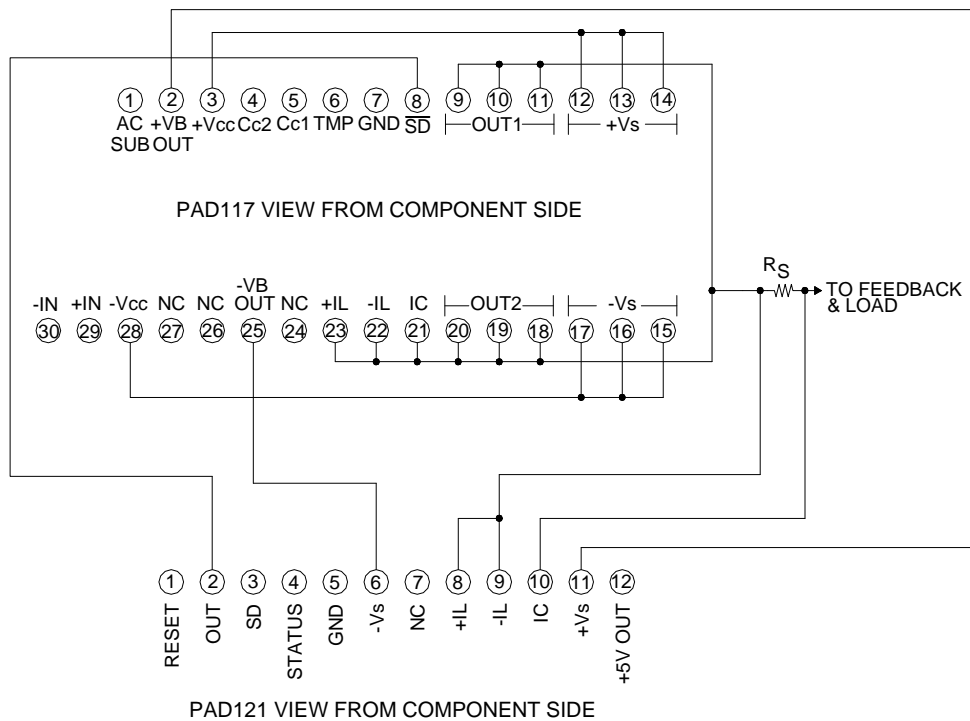 1 2 3 4 5 6 7 8 9 10 11 12 13 14
AC +VB +Vcc Cc2 Cc1 TMP GND SD OUT1 +Vs
SUB OUT
PAD117 VIEW FROM COMPONENT SIDE
-IN +IN -Vcc NC NC -VB OUT NC +IL -IL IC OUT2 -Vs
30 29 28 27 26 25 24 23 22 21 20 19 18 17 16 15
RS
TO FEEDBACK
& LOAD
1 2 3 4 5 6 7 8 9 10 11 12
RESET OUT SD STATUS GND -Vs NC +IL -IL IC +Vs +5V OUT
PAD121 VIEW FROM COMPONENT SIDE